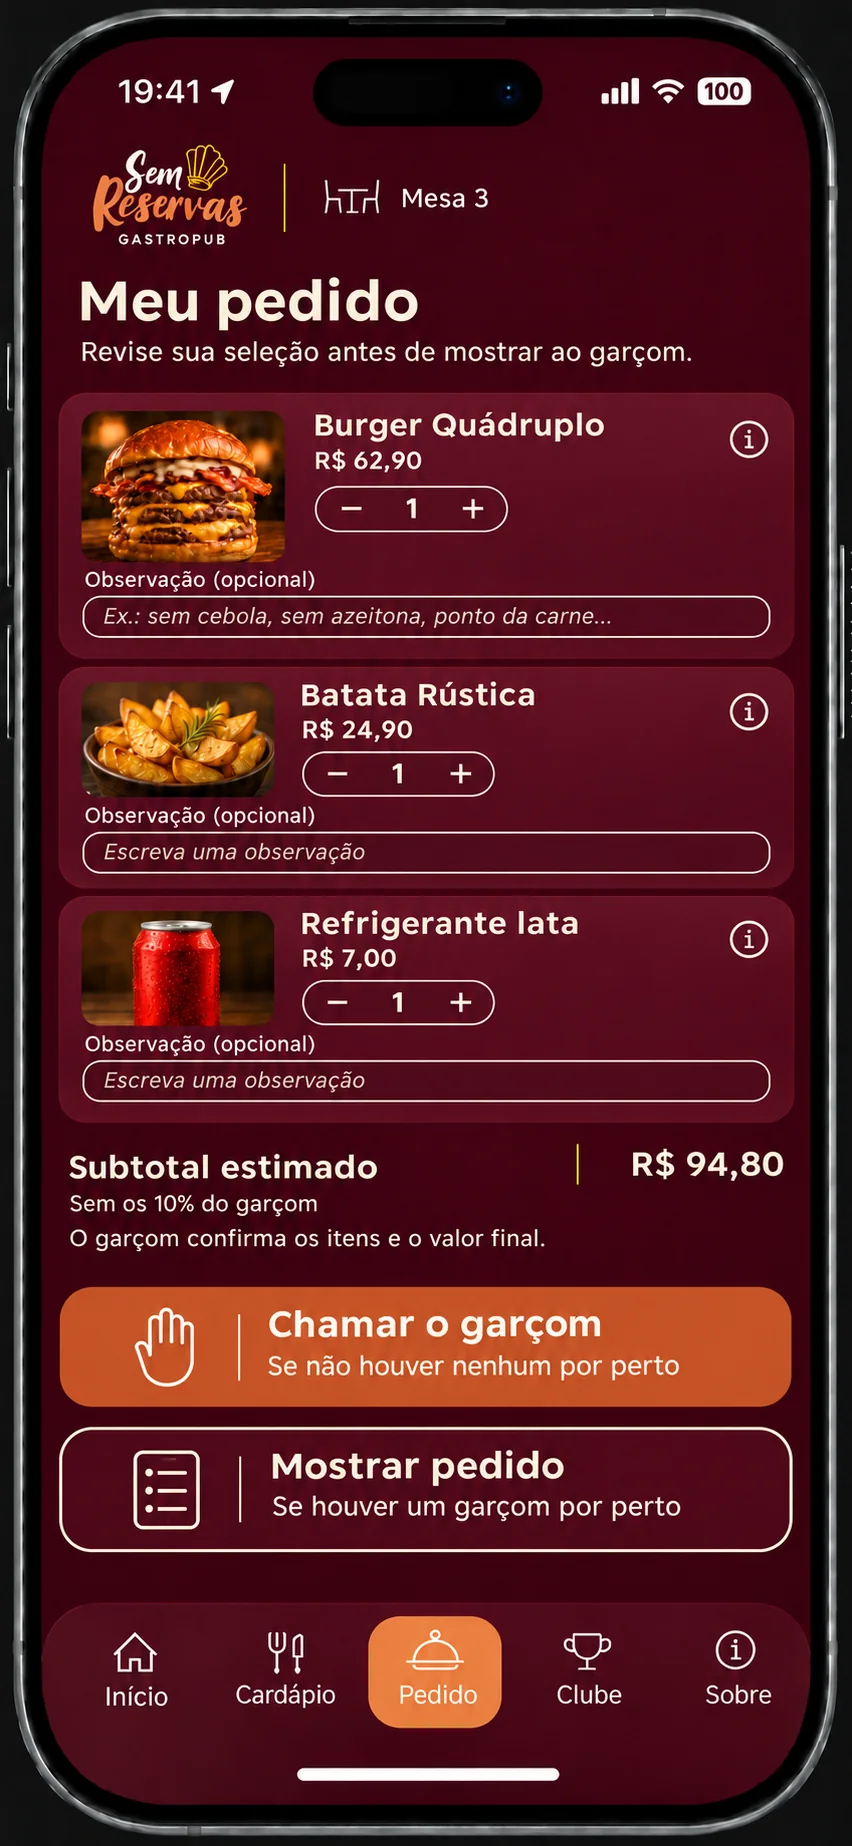 19:41
100
Sem
Reservas
GASTROPUB
Mesa 3
Meu pedido
Revise sua seleção antes de mostrar ao garçom.
Burger Quádruplo
R$ 62,90
− 1 +
Observação (opcional)
Ex.: sem cebola, sem azeitona, ponto da carne...
Batata Rústica
R$ 24,90
− 1 +
Observação (opcional)
Escreva uma observação
Refrigerante lata
R$ 7,00
− 1 +
Observação (opcional)
Escreva uma observação
Subtotal estimado
R$ 94,80
Sem os 10% do garçom
O garçom confirma os itens e o valor final.
Chamar o garçom
Se não houver nenhum por perto
Mostrar pedido
Se houver um garçom por perto
Início
Cardápio
Pedido
Clube
Sobre